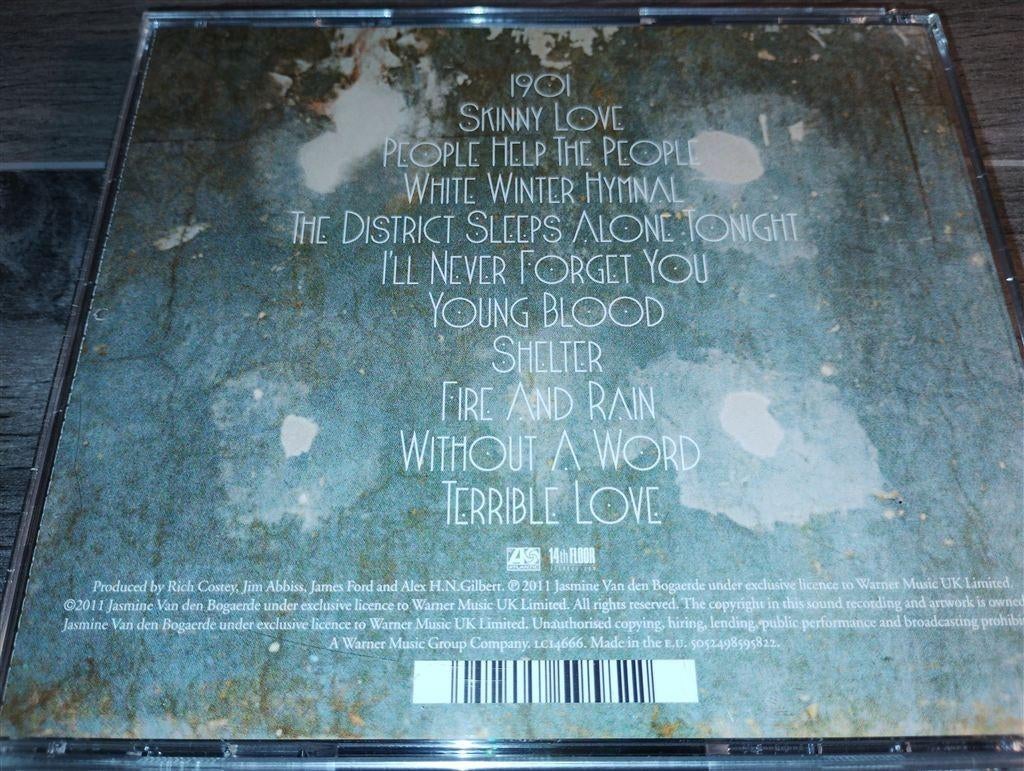 1901
SKINNY LOVE
PEOPLE HELP THE PEOPLE
WHITE WINTER HYMNAL
THE DISTRICT SLEEPS ALONE TONIGHT
I'LL NEVER FORGET YOU
YOUNG BLOOD
SHELTER
FIRE AND RAIN
WITHOUT A WORD
TERRIBLE LOVE
ATLANTIC 14th FLOOR
Produced by Rich Costey, Jim Abbiss, James Ford and Alex H.N.Gilbert. ℗ 2011 Jasmine Van den Bogaerde under exclusive licence to Warner Music UK Limited.
©2011 Jasmine Van den Bogaerde under exclusive licence to Warner Music UK Limited. All rights reserved. The copyright in this sound recording and artwork is owned
Jasmine Van den Bogaerde under exclusive licence to Warner Music UK Limited. Unauthorised copying, hiring, lending, public performance and broadcasting prohibi
A Warner Music Group Company. LC14666. Made in the E.U. 5052498595822.